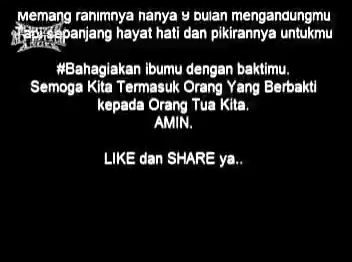 Memang rahimnya hanya 9 bulan mengandungmu
Tapi sepanjang hayat hati dan pikirannya untukmu
#Bahagiakan ibumu dengan baktimu.
Semoga Kita Termasuk Orang Yang Berbakti
kepada Orang Tua Kita.
AMIN.
LIKE dan SHARE ya..